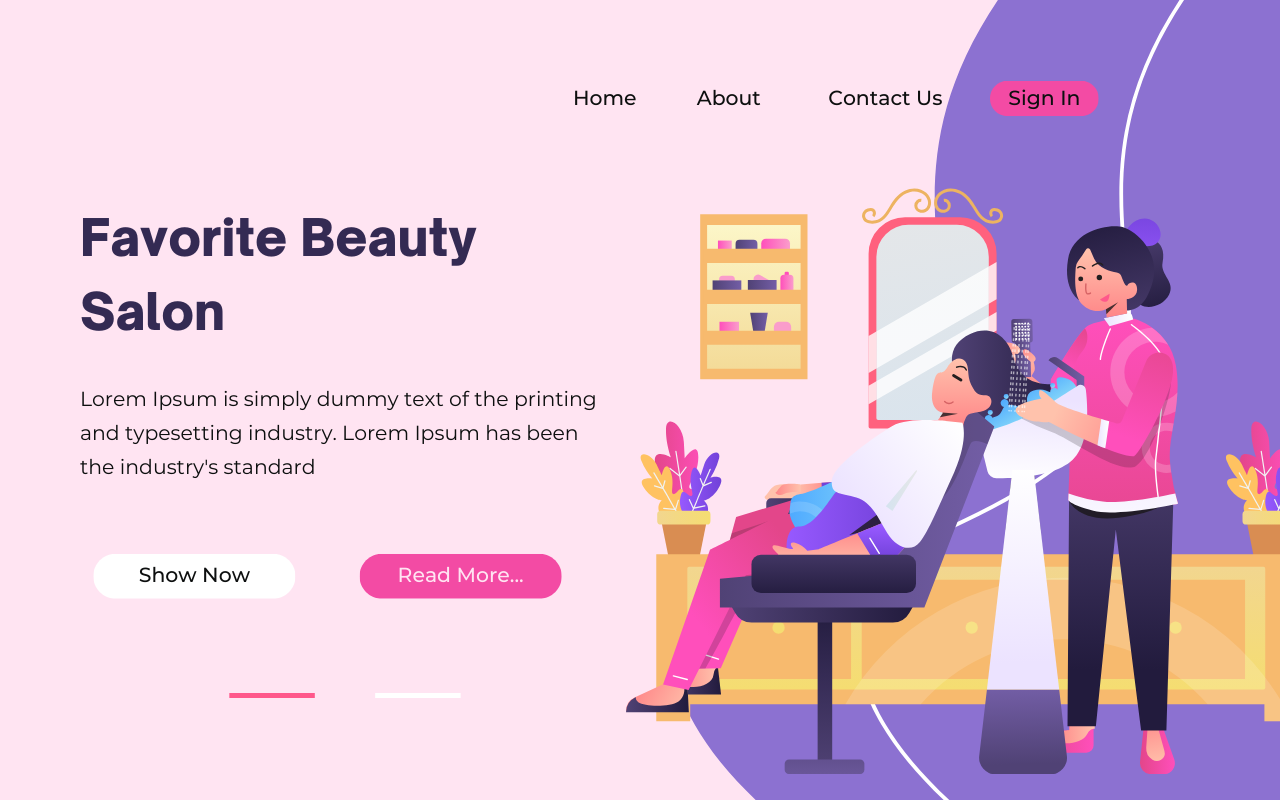 Home
About
Contact Us
Sign In
Favorite Beauty
Salon
Lorem Ipsum is simply dummy text of the printing
and typesetting industry. Lorem Ipsum has been
the industry's standard
Show Now
Read More...